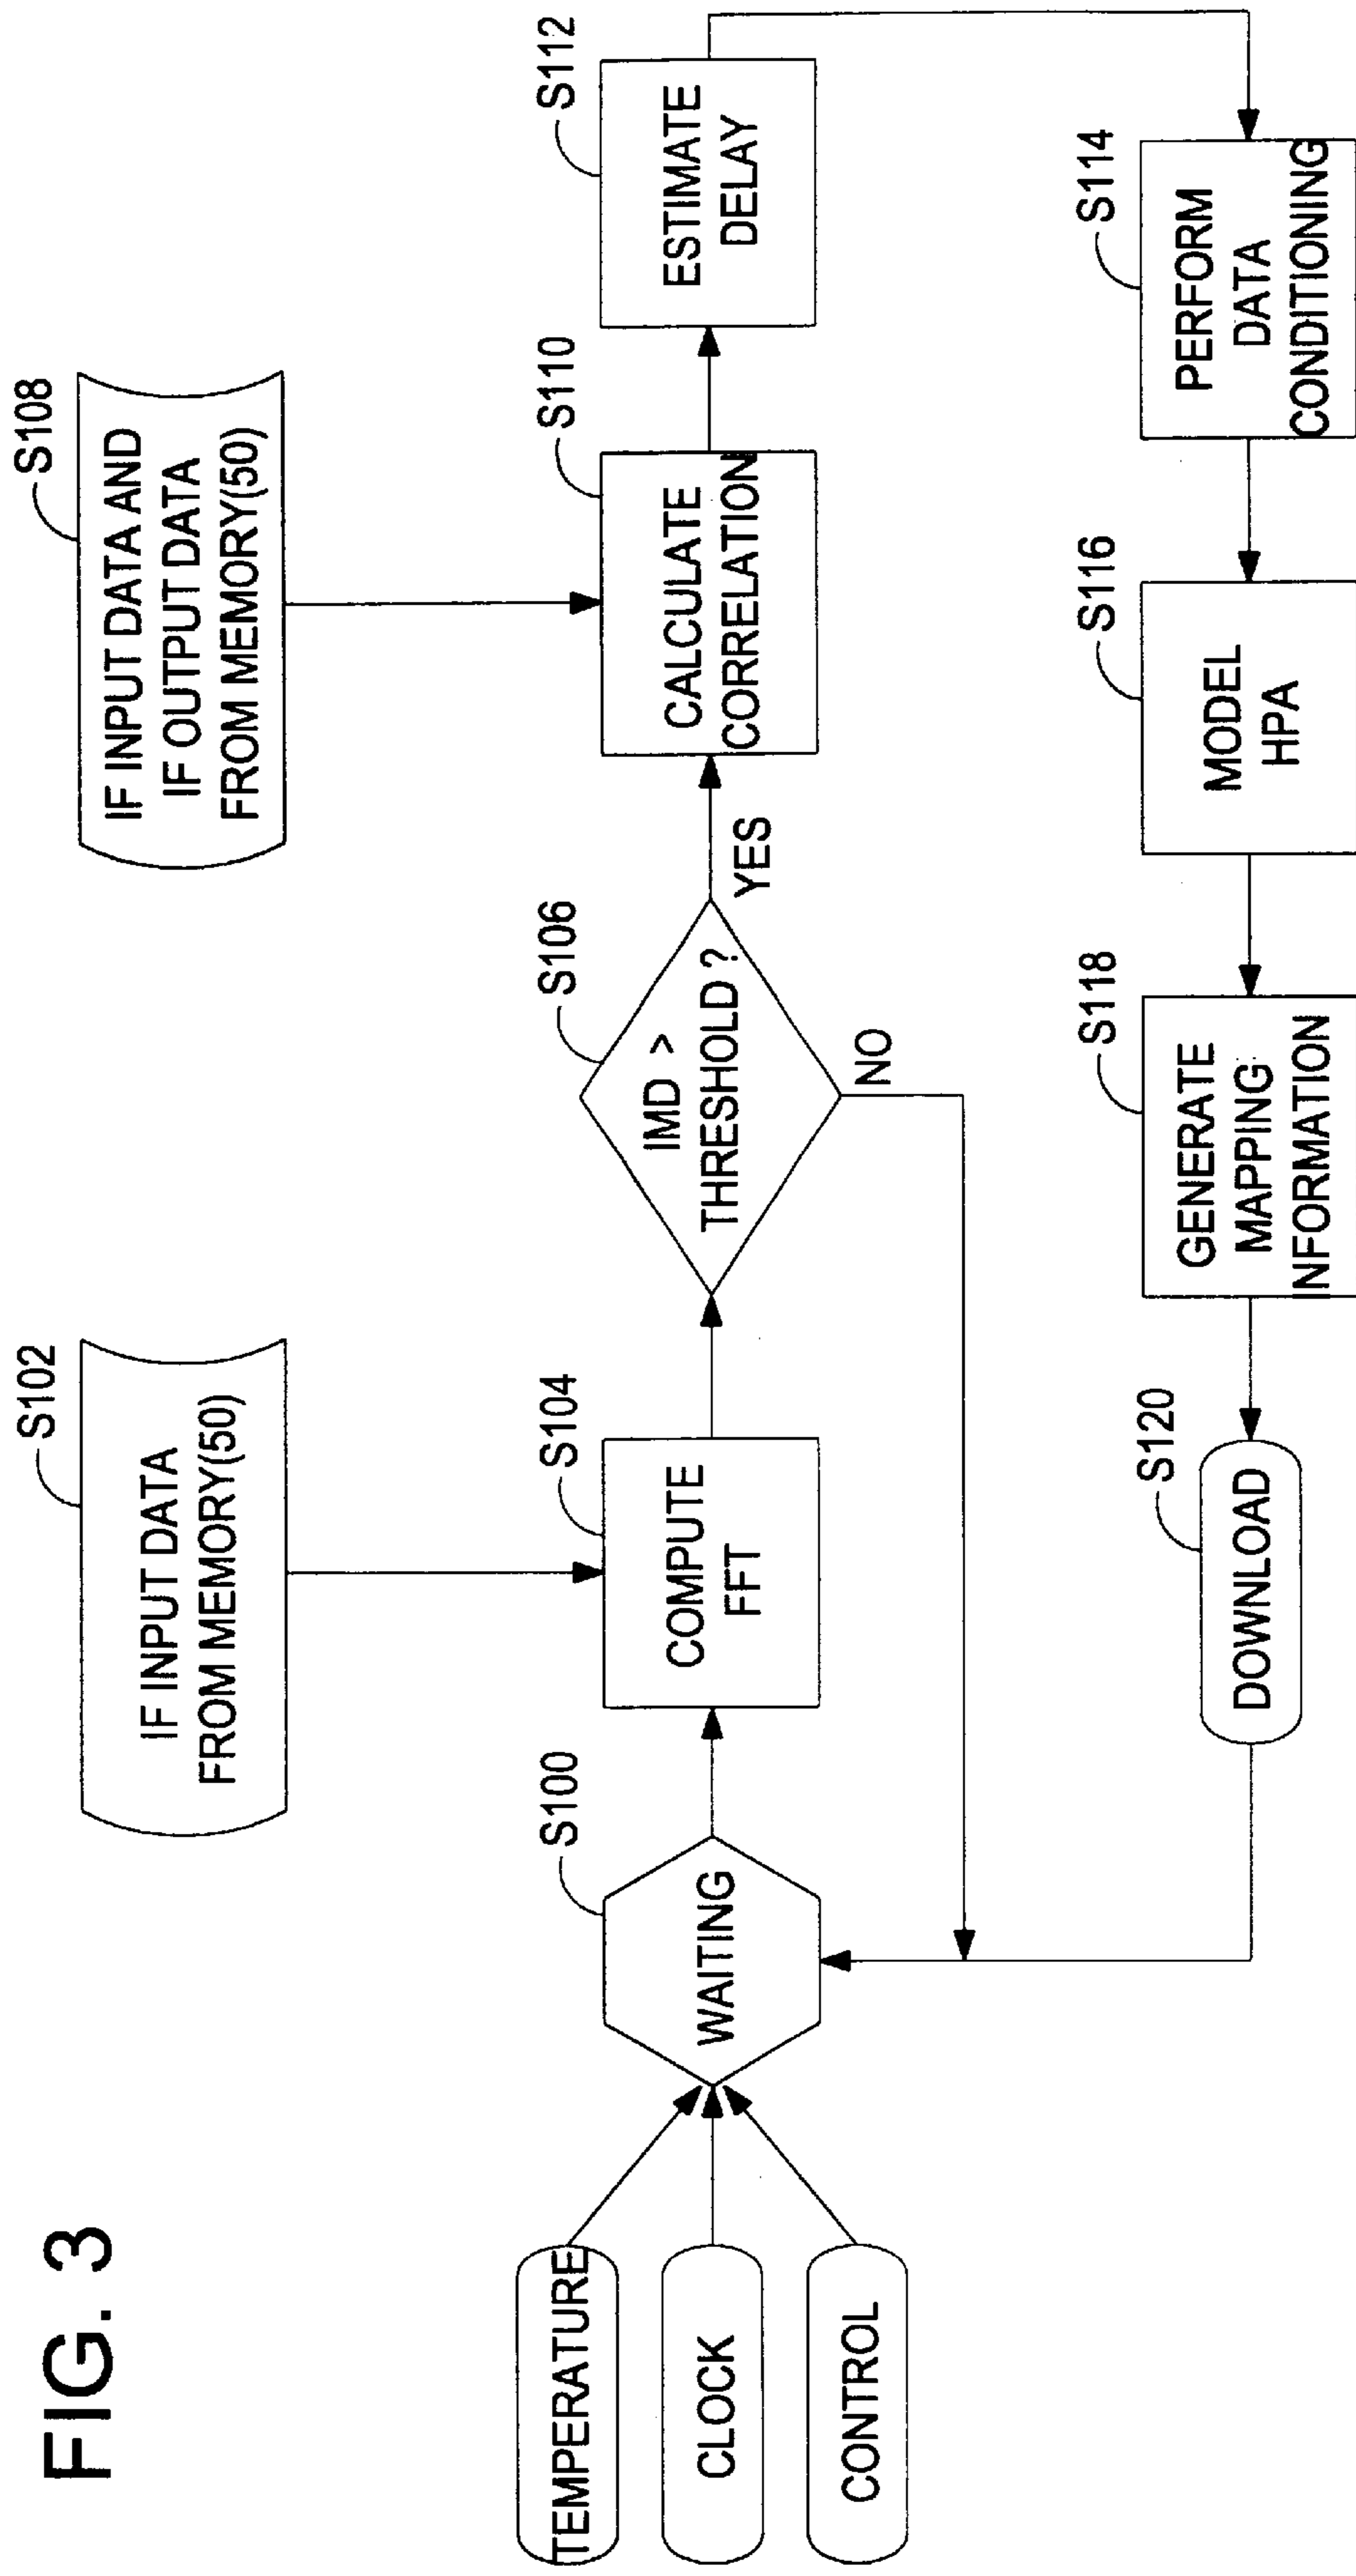 FIG. 3
S102
IF INPUT DATA
FROM MEMORY(50)
S108
IF INPUT DATA AND
IF OUTPUT DATA
FROM MEMORY(50)
TEMPERATURE
CLOCK
CONTROL
S100
WAITING
S104
COMPUTE
FFT
S106
IMD >
THRESHOLD ?
YES
NO
S110
CALCULATE
CORRELATION
S112
ESTIMATE
DELAY
S114
PERFORM
DATA
CONDITIONING
S116
MODEL
HPA
S118
GENERATE
MAPPING
INFORMATION
S120
DOWNLOAD